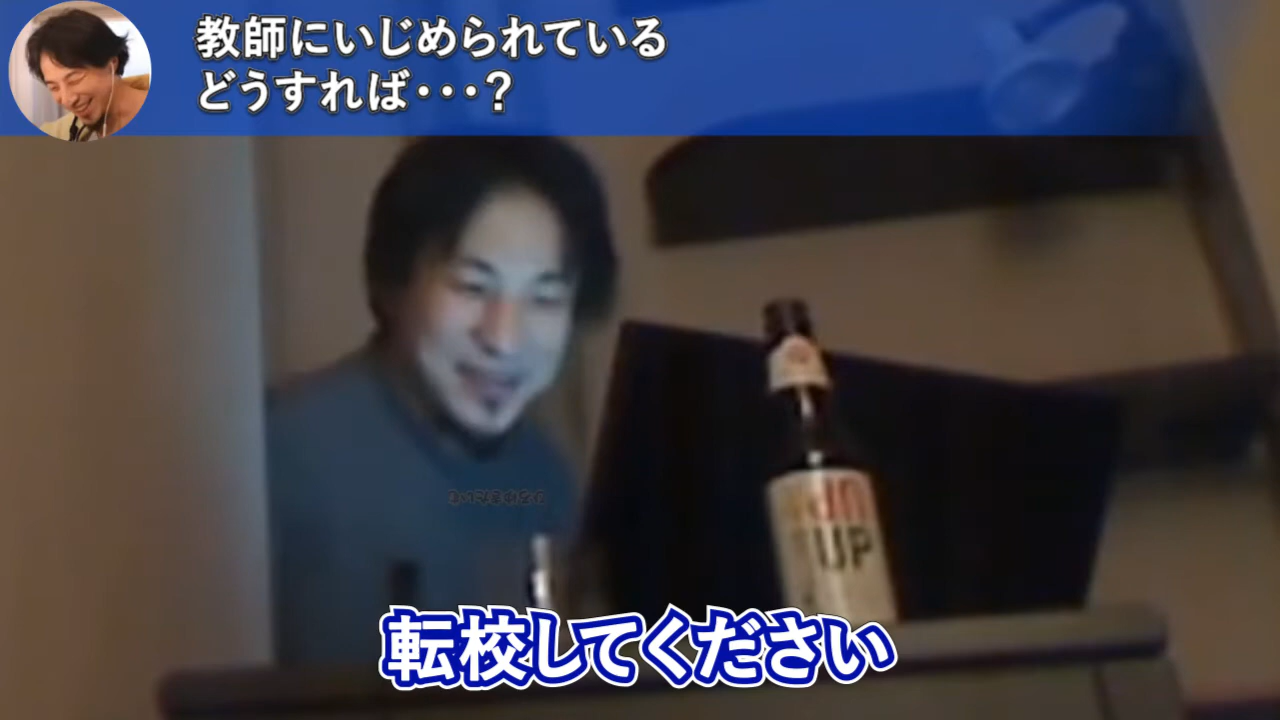 教師にいじめられている
どうすれば・・・?
UP
転校してください